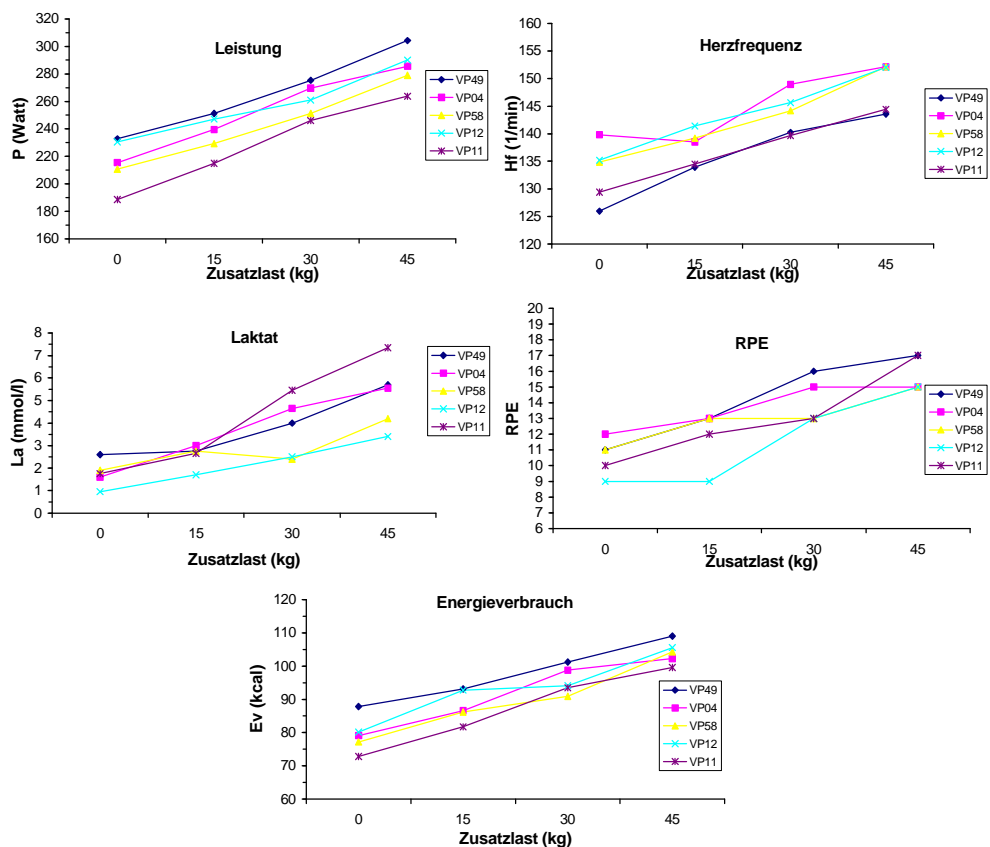 Leistung
P (Watt)
320
300
280
260
240
220
200
180
160
0 15 30 45
Zusatzlast (kg)
VP49
VP04
VP58
VP12
VP11
Herzfrequenz
Hf (1/min)
160
155
150
145
140
135
130
125
120
0 15 30 45
Zusatzlast (kg)
VP49
VP04
VP58
VP12
VP11
Laktat
La (mmol/l)
8
7
6
5
4
3
2
1
0
0 15 30 45
Zusatzlast (kg)
VP49
VP04
VP58
VP12
VP11
RPE
RPE
20
19
18
17
16
15
14
13
12
11
10
9
8
7
6
0 15 30 45
Zusatzlast (kg)
VP49
VP04
VP58
VP12
VP11
Energieverbrauch
Ev (kcal)
120
110
100
90
80
70
60
0 15 30 45
Zusatzlast (kg)
VP49
VP04
VP58
VP12
VP11